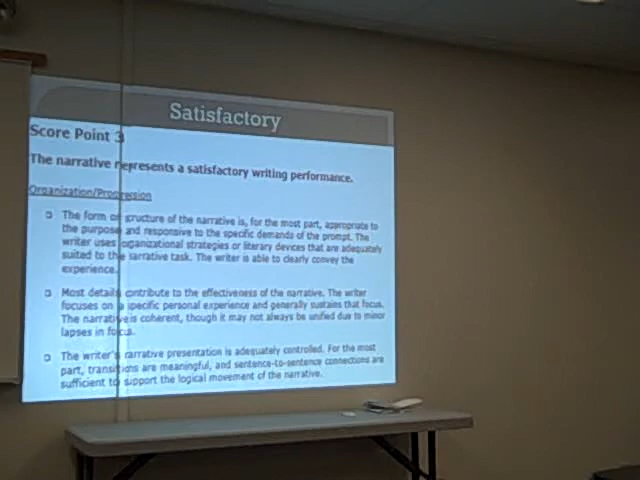 Satisfactory
Score Point 3
The narrative represents a satisfactory writing performance.
Organization/Progression
The form or structure of the narrative is, for the most part, appropriate to
the purpose and responsive to the specific demands of the prompt. The
writer uses organizational strategies or literary devices that are adequately
suited to the narrative task. The writer is able to clearly convey the
experience.
Most details contribute to the effectiveness of the narrative. The writer
focuses on a specific personal experience and generally sustains that focus.
The narrative is coherent, though it may not always be unified due to minor
lapses in focus.
The writer's narrative presentation is adequately controlled. For the most
part, transitions are meaningful, and sentence-to-sentence connections are
sufficient to support the logical movement of the narrative.